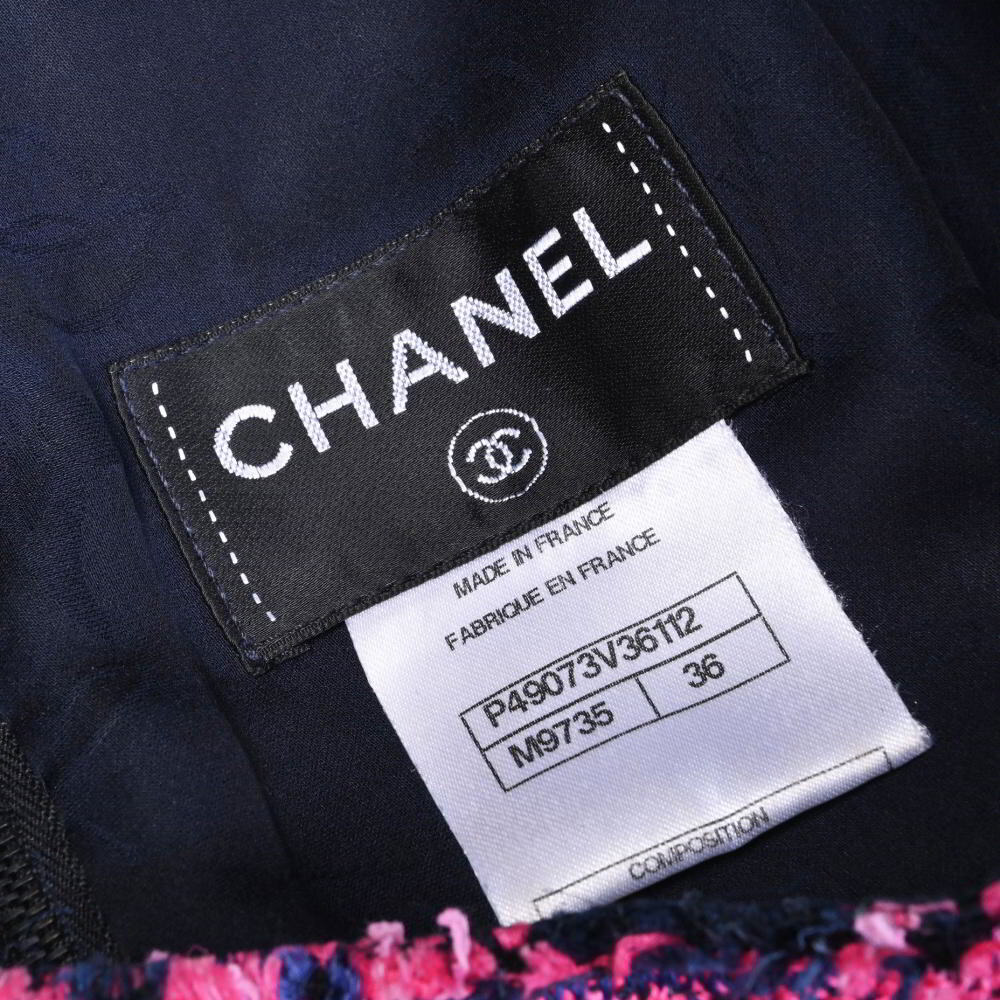 CHANEL
MADE IN FRANCE
FABRIQUE EN FRANCE
P49073V36112
M9735 36
COMPOSITION